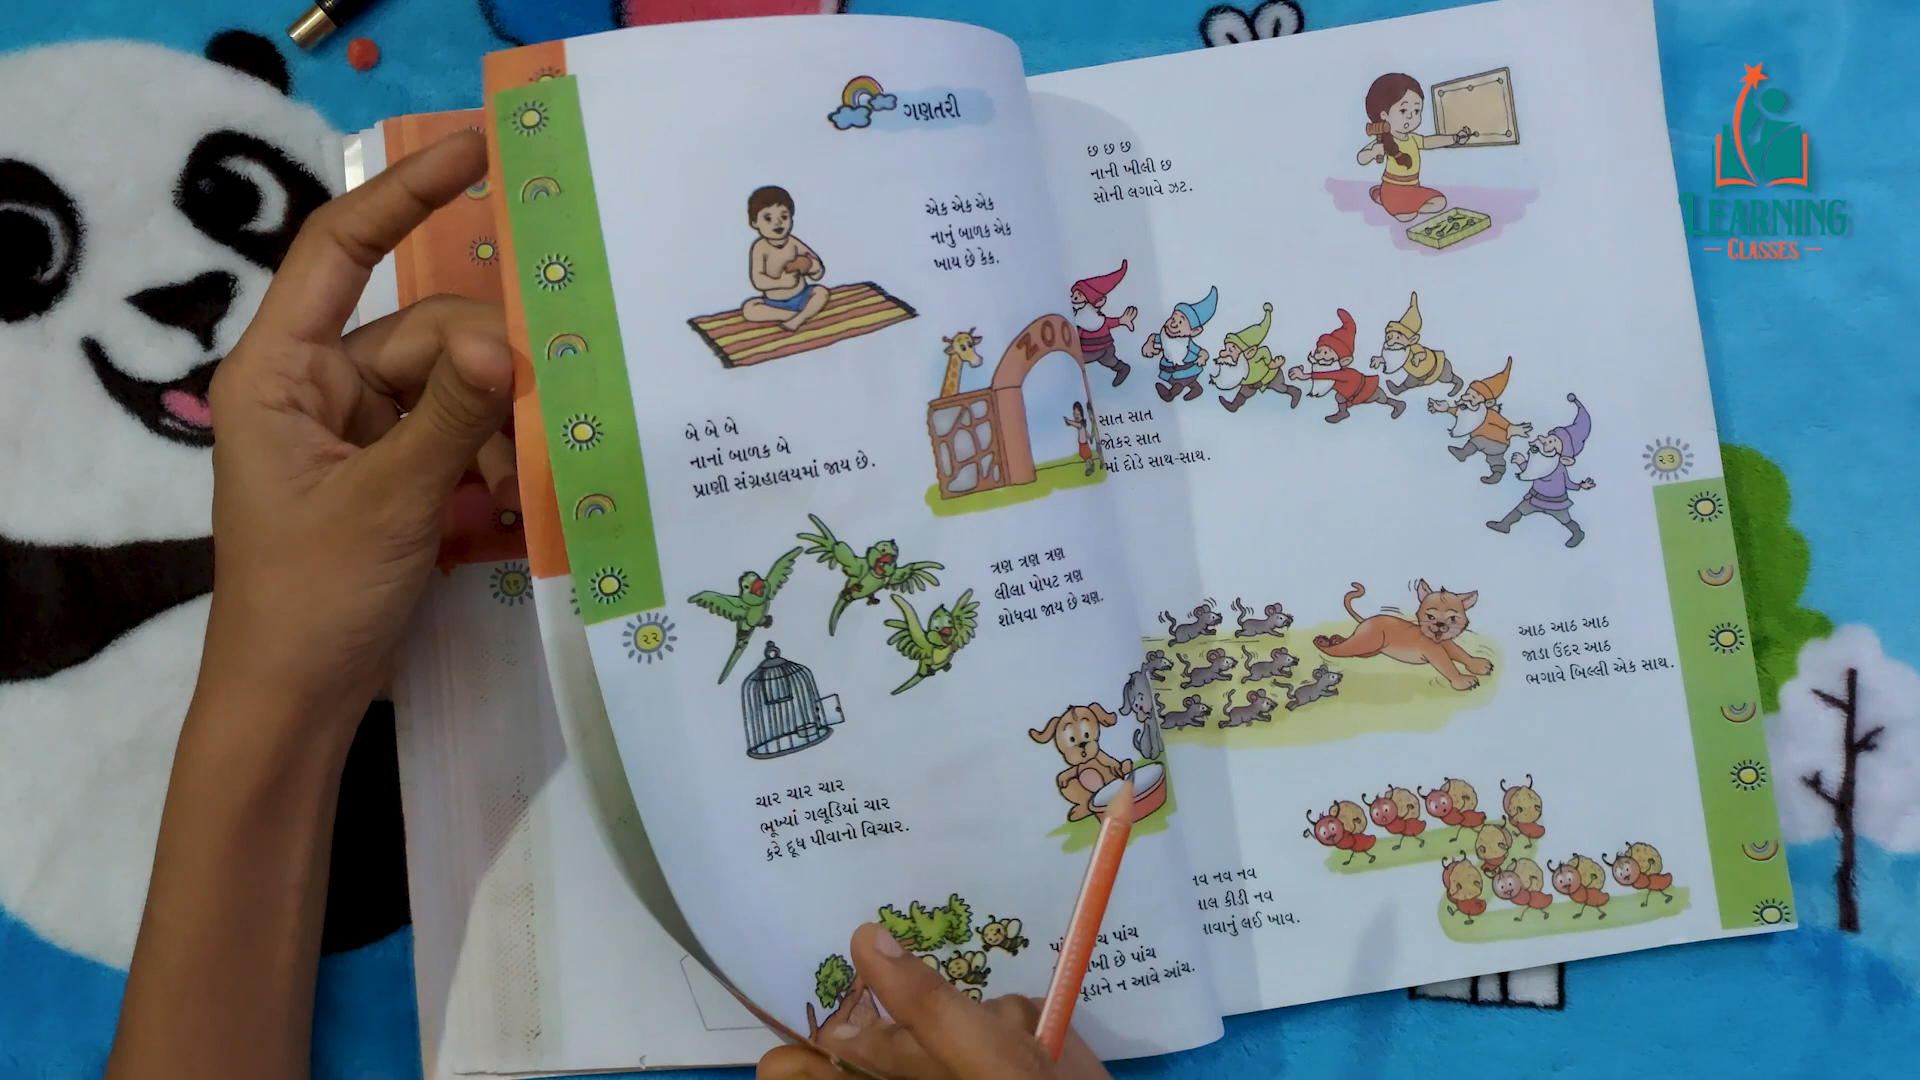 ગણતરી
એક એક એક
નાનું બાળક એક
ખાય છે કેક.
ZOO
બે બે બે
નાનાં બાળક બે
પ્રાણી સંગ્રહાલયમાં જાય છે.
ત્રણ ત્રણ ત્રણ
લીલા પોપટ ત્રણ
શોધવા જાય છે ચણ.
૨૨
ચાર ચાર ચાર
ભૂખ્યાં ગલૂડિયાં ચાર
કરે દૂધ પીવાનો વિચાર.
પાંચ
છે પાંચ
ન આવે આંચ.
છ છ છ
નાની ખીલી છ
સોની લગાવે ઝટ.
સાત સાત
જોકર સાત
દોડે સાથ-સાથ.
૨૩
આઠ આઠ આઠ
જાડા ઉંદર આઠ
ભગાવે બિલ્લી એક સાથ.
નવ નવ
કીડી નવ
લઈ ખાવ.
LEARNING
CLASSES